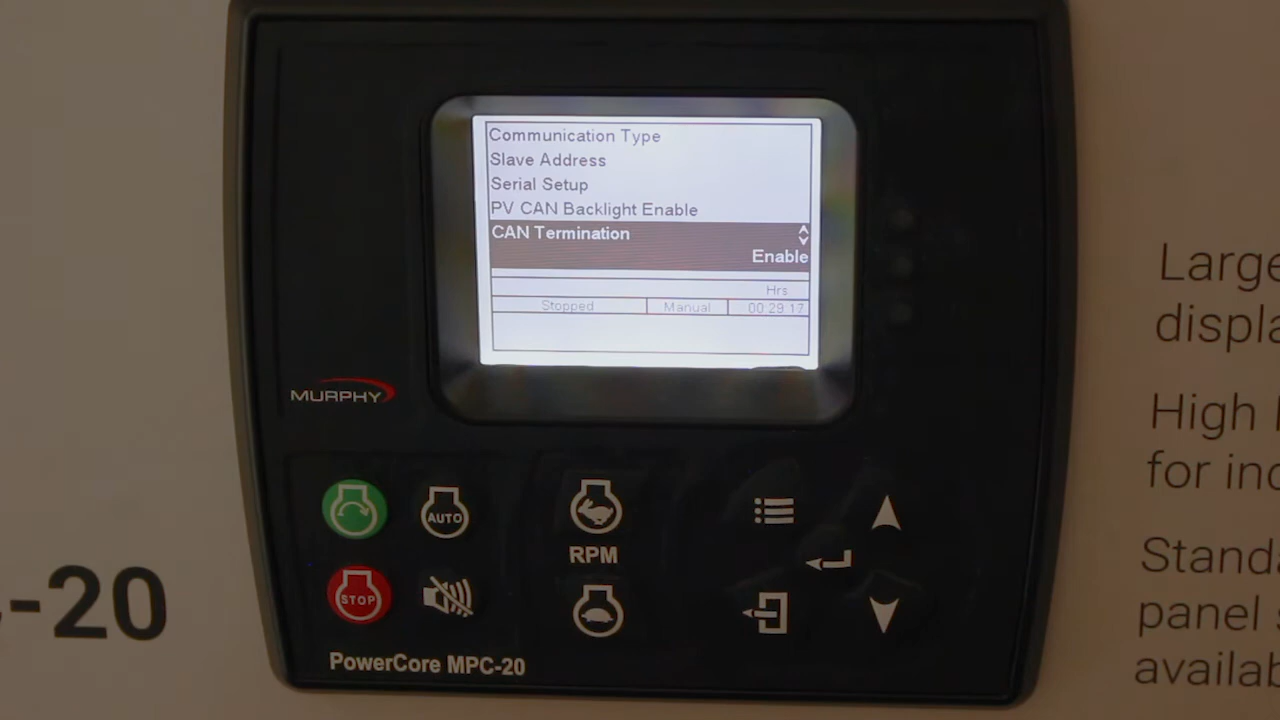 Communication Type
Slave Address
Serial Setup
PV CAN Backlight Enable
CAN Termination
Enable
Hrs
Stopped Manual 00:29:17
MURPHY
AUTO
RPM
STOP
PowerCore MPC-20
-20
Large
displa
High
for inc
Standa
panel
availab